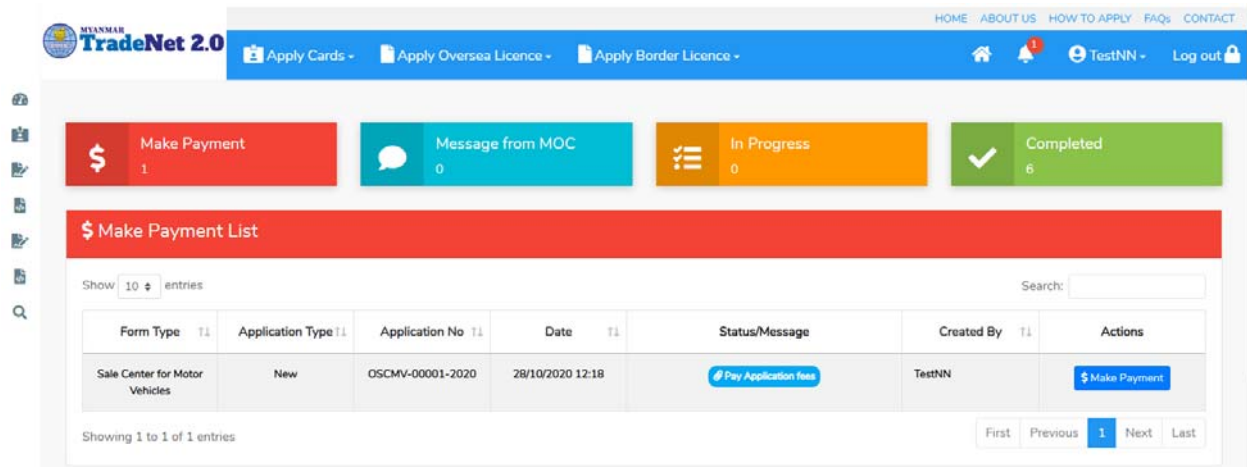 HOME ABOUT US HOW TO APPLY FAQs CONTACT
MYANMAR
TradeNet 2.0
Apply Cards Apply Oversea Licence Apply Border Licence 1 TestNN Log out
Make Payment
1
Message from MOC
0
In Progress
0
Completed
6
$ Make Payment List
Show 10 entries Search:
Form Type Application Type Application No Date Status/Message Created By Actions
Sale Center for Motor Vehicles New OSCMV-00001-2020 28/10/2020 12:18 Pay Application fees TestNN $ Make Payment
Showing 1 to 1 of 1 entries First Previous 1 Next Last